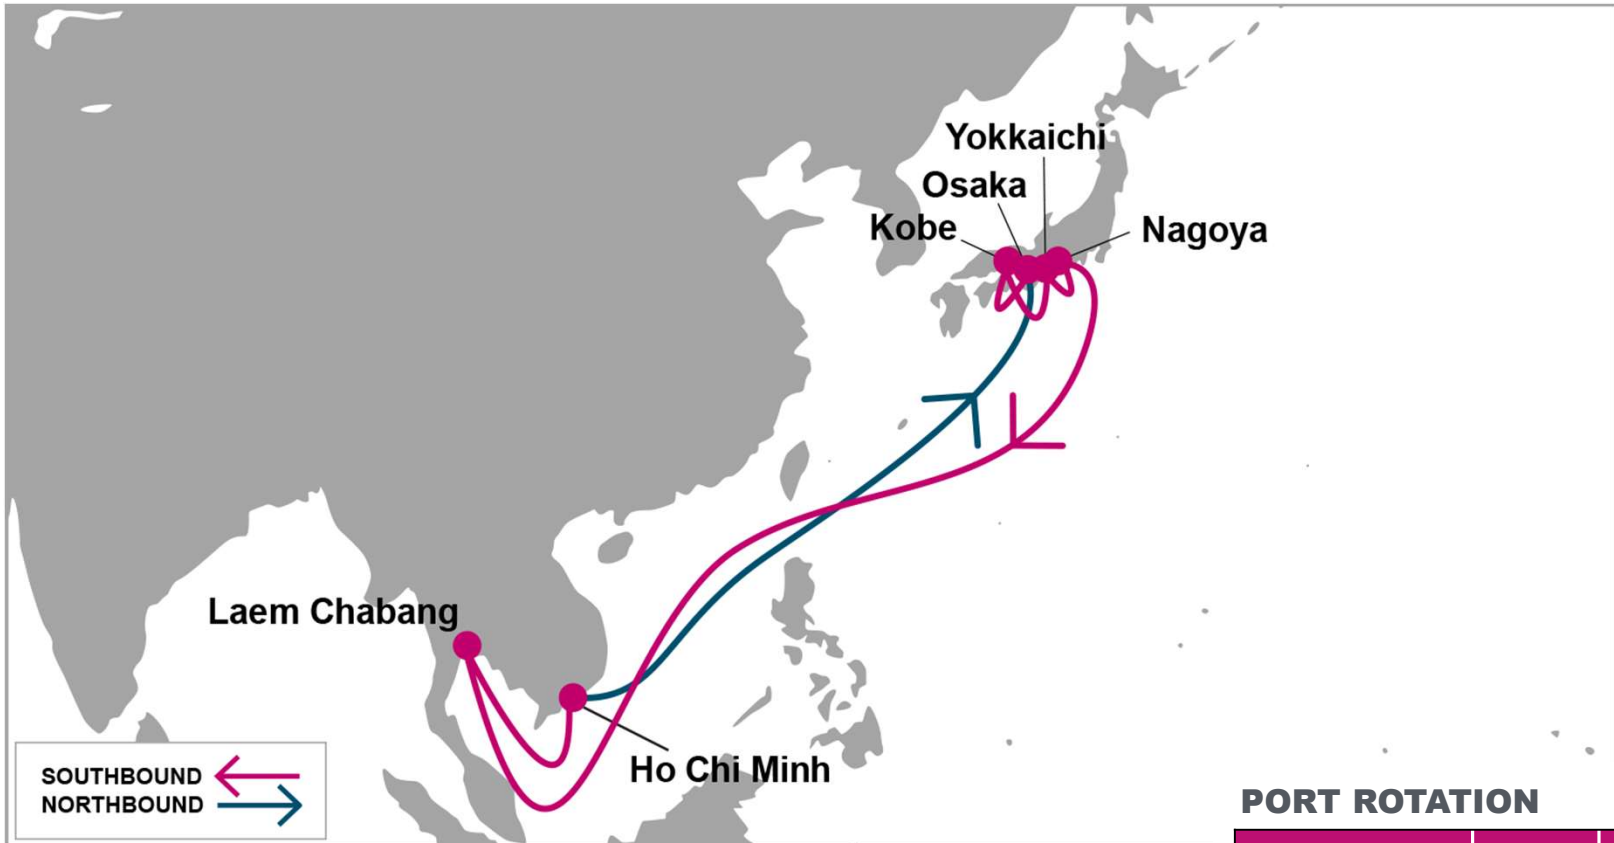 Yokkaichi
Osaka
Kobe
Nagoya
Laem Chabang
Ho Chi Minh
SOUTHBOUND
NORTHBOUND
PORT ROTATION